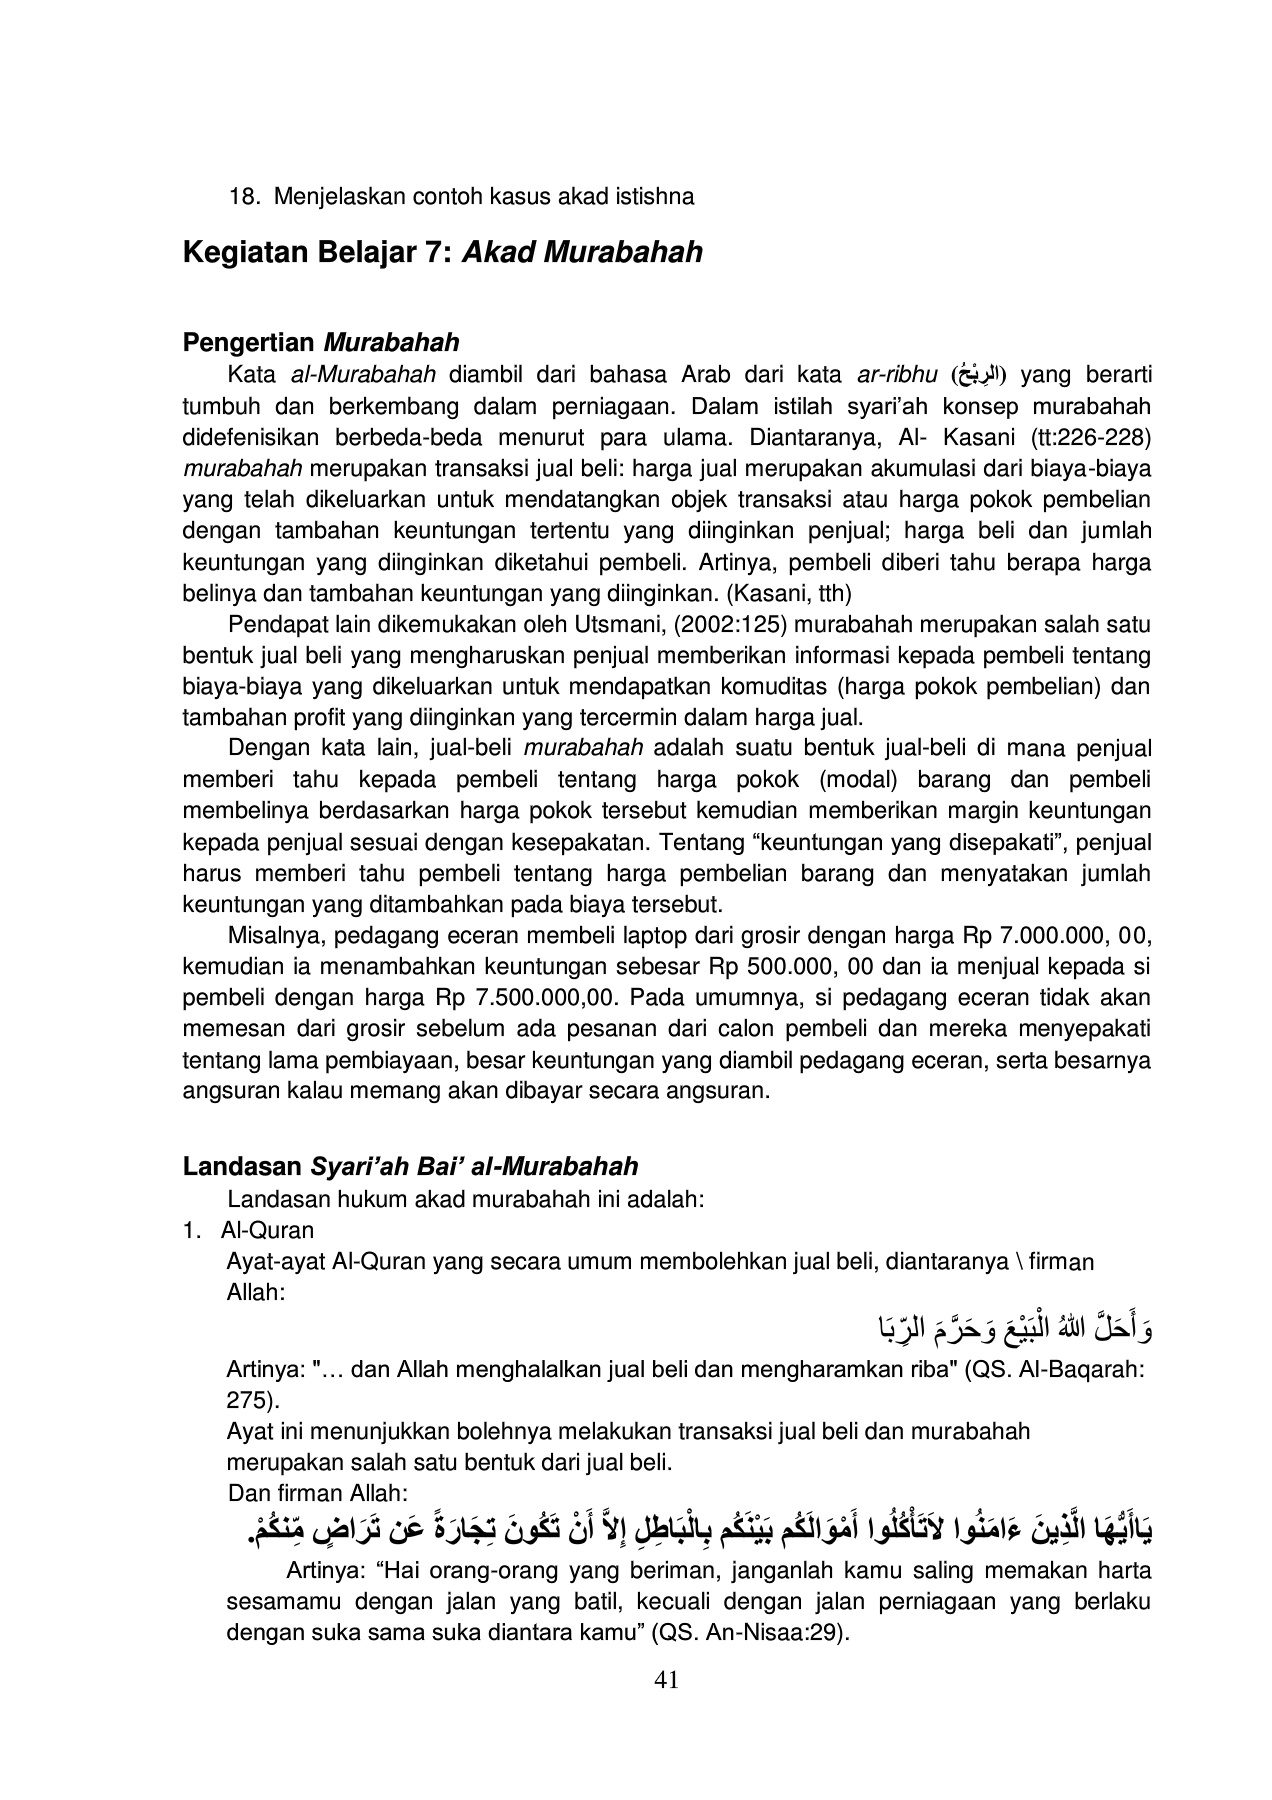 18. Menjelaskan contoh kasus akad istishna
Kegiatan Belajar 7: Akad Murabahah
Pengertian Murabahah
Kata al-Murabahah diambil dari bahasa Arab dari kata ar-ribhu (الرِبْحُ) yang berarti
tumbuh dan berkembang dalam perniagaan. Dalam istilah syari’ah konsep murabahah
didefenisikan berbeda-beda menurut para ulama. Diantaranya, Al- Kasani (tt:226-228)
murabahah merupakan transaksi jual beli: harga jual merupakan akumulasi dari biaya-biaya
yang telah dikeluarkan untuk mendatangkan objek transaksi atau harga pokok pembelian
dengan tambahan keuntungan tertentu yang diinginkan penjual; harga beli dan jumlah
keuntungan yang diinginkan diketahui pembeli. Artinya, pembeli diberi tahu berapa harga
belinya dan tambahan keuntungan yang diinginkan. (Kasani, tth)
Pendapat lain dikemukakan oleh Utsmani, (2002:125) murabahah merupakan salah satu
bentuk jual beli yang mengharuskan penjual memberikan informasi kepada pembeli tentang
biaya-biaya yang dikeluarkan untuk mendapatkan komuditas (harga pokok pembelian) dan
tambahan profit yang diinginkan yang tercermin dalam harga jual.
Dengan kata lain, jual-beli murabahah adalah suatu bentuk jual-beli di mana penjual
memberi tahu kepada pembeli tentang harga pokok (modal) barang dan pembeli
membelinya berdasarkan harga pokok tersebut kemudian memberikan margin keuntungan
kepada penjual sesuai dengan kesepakatan. Tentang “keuntungan yang disepakati”, penjual
harus memberi tahu pembeli tentang harga pembelian barang dan menyatakan jumlah
keuntungan yang ditambahkan pada biaya tersebut.
Misalnya, pedagang eceran membeli laptop dari grosir dengan harga Rp 7.000.000, 00,
kemudian ia menambahkan keuntungan sebesar Rp 500.000, 00 dan ia menjual kepada si
pembeli dengan harga Rp 7.500.000,00. Pada umumnya, si pedagang eceran tidak akan
memesan dari grosir sebelum ada pesanan dari calon pembeli dan mereka menyepakati
tentang lama pembiayaan, besar keuntungan yang diambil pedagang eceran, serta besarnya
angsuran kalau memang akan dibayar secara angsuran.
Landasan Syari’ah Bai’ al-Murabahah
Landasan hukum akad murabahah ini adalah:
1. Al-Quran
Ayat-ayat Al-Quran yang secara umum membolehkan jual beli, diantaranya \ firman
Allah:
وَأَحَلَّ اللهُ الْبَيْعَ وَحَرَّمَ الرِّبَا
Artinya: "… dan Allah menghalalkan jual beli dan mengharamkan riba" (QS. Al-Baqarah:
275).
Ayat ini menunjukkan bolehnya melakukan transaksi jual beli dan murabahah
merupakan salah satu bentuk dari jual beli.
Dan firman Allah:
يَاأَيُّهَا الَّذِينَ ءَامَنُوا لاَتَأْكُلُوا أَمْوَالَكُم بَيْنَكُم بِالْبَاطِلِ إِلاَّ أَنْ تَكُونَ تِجَارَةً عَن تَرَاضٍ مِّنكُمْ.
Artinya: “Hai orang-orang yang beriman, janganlah kamu saling memakan harta
sesamamu dengan jalan yang batil, kecuali dengan jalan perniagaan yang berlaku
dengan suka sama suka diantara kamu” (QS. An-Nisaa:29).
41